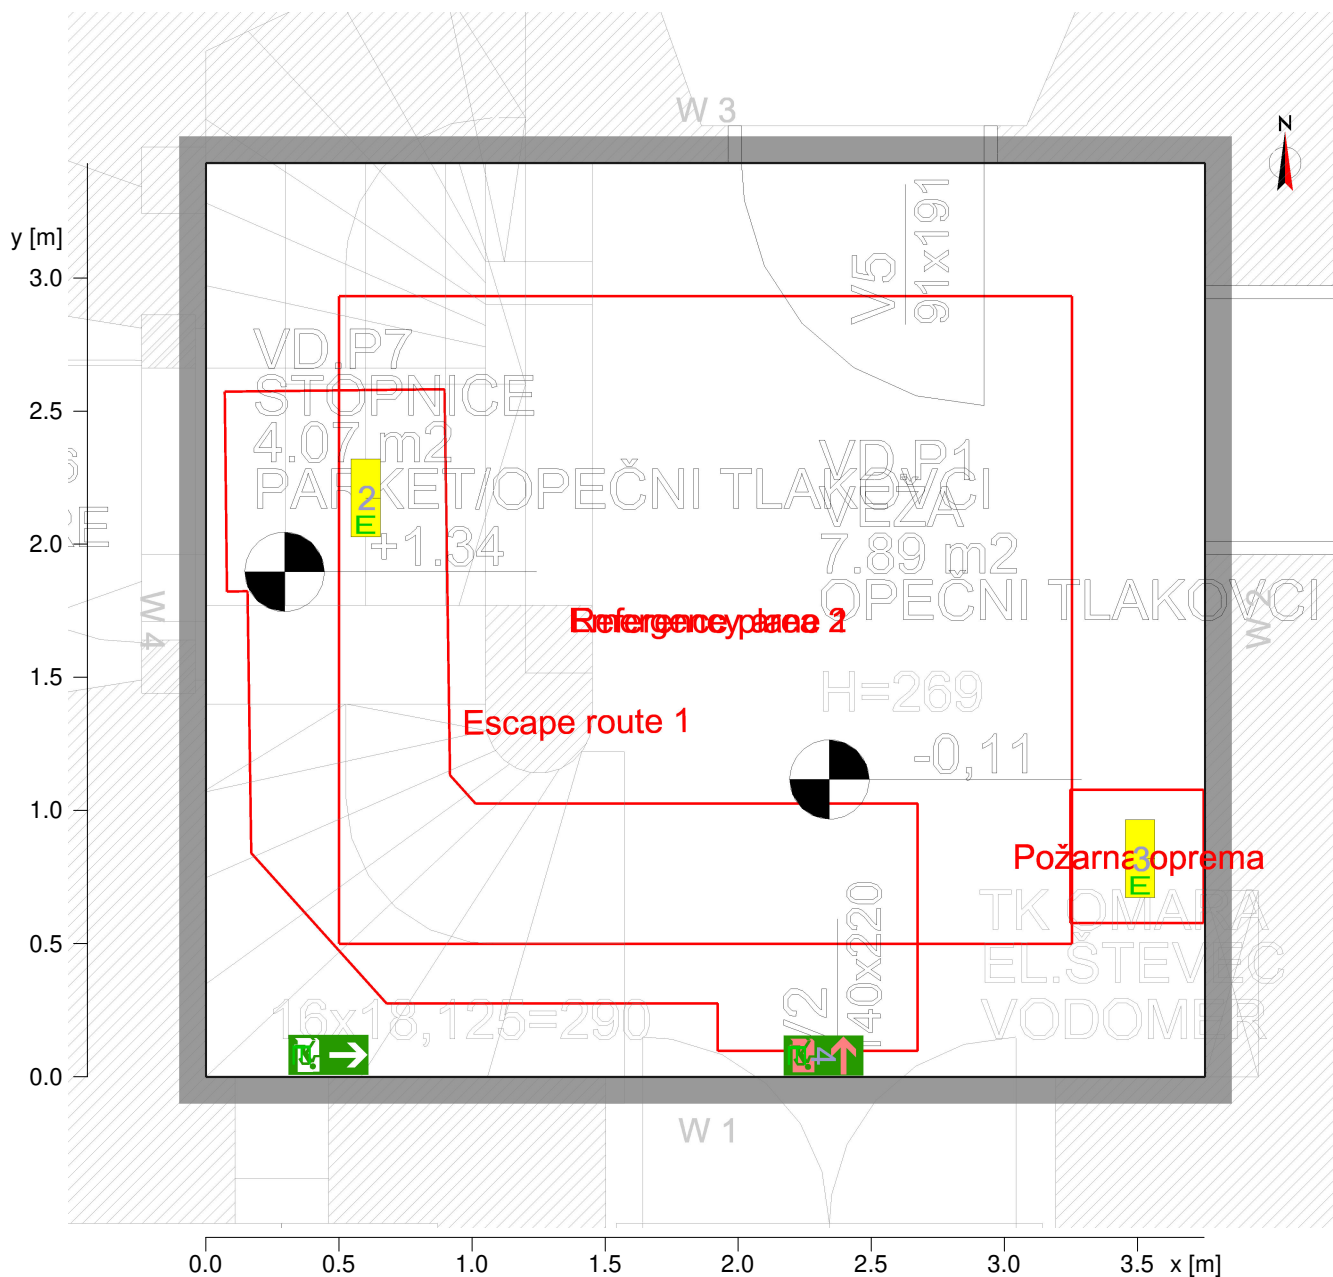 W 3
N
y [m]
3.0
2.5
2.0
1.5
1.0
0.5
0.0
V5
91x191
VD.P7
STOPNICE
4.07 m2
PARKET/OPEČNI TLAKOVCI
+1.34
2
E
VD.P1
VEŽA
7.89 m2
OPEČNI TLAKOVCI
W 4
W 2
H=269
-0,11
Escape route 1
Požarna oprema
3
E
TK OMARA
EL.ŠTEVEC
VODOMER
140x220
16x18,125=290
4
W 1
0.0 0.5 1.0 1.5 2.0 2.5 3.0 3.5 x [m]